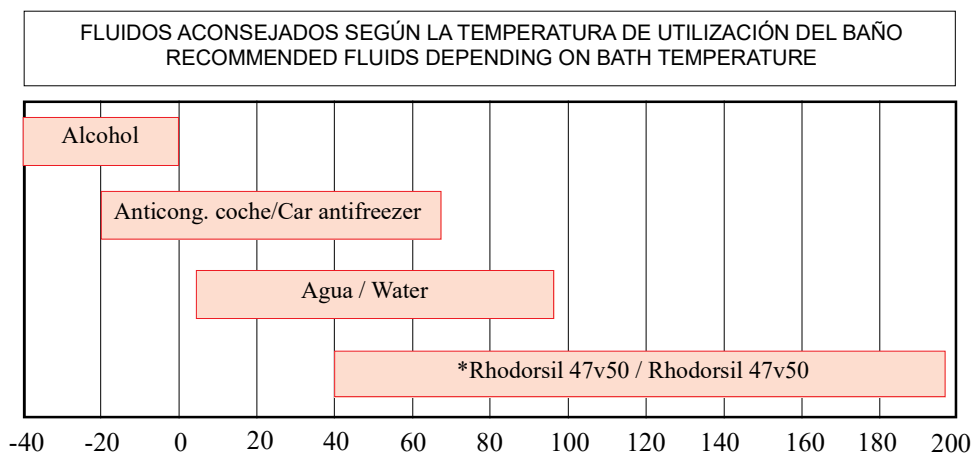 FLUIDOS ACONSEJADOS SEGÚN LA TEMPERATURA DE UTILIZACIÓN DEL BAÑO
RECOMMENDED FLUIDS DEPENDING ON BATH TEMPERATURE
Alcohol
Anticong. coche/Car antifreezer
Agua / Water
*Rhodorsil 47v50 / Rhodorsil 47v50
-40 -20 0 20 40 60 80 100 120 140 160 180 200